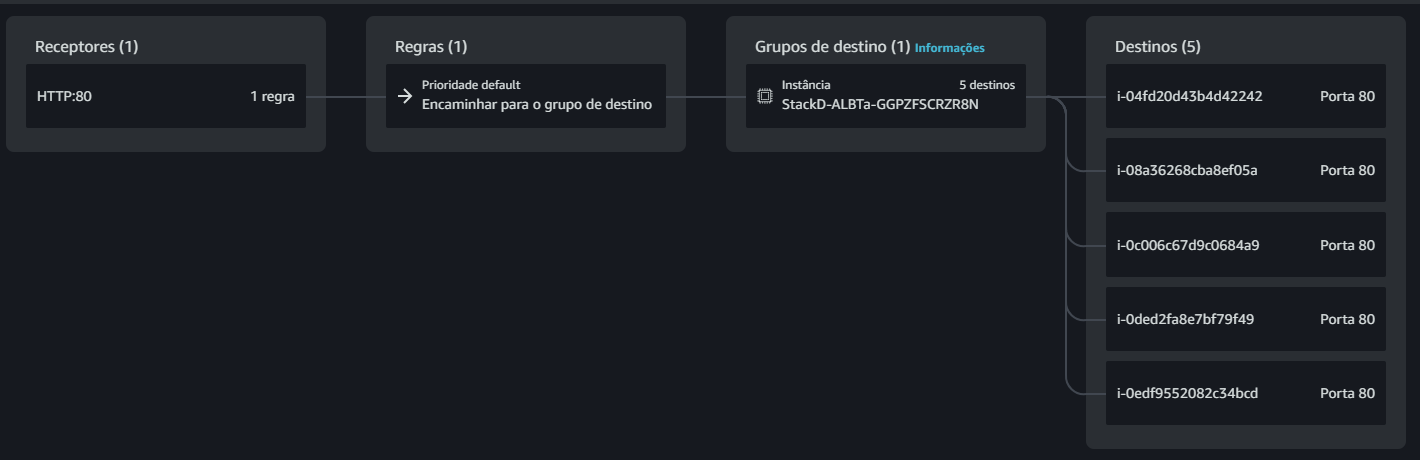 Receptores (1)
HTTP:80 1 regra
Regras (1)
Prioridade default
Encaminhar para o grupo de destino
Grupos de destino (1) Informações
Instância 5 destinos
StackD-ALBTa-GGPZFSCRZR8N
Destinos (5)
i-04fd20d43b4d42242 Porta 80
i-08a36268cba8ef05a Porta 80
i-0c006c67d9c0684a9 Porta 80
i-0ded2fa8e7bf79f49 Porta 80
i-0edf9552082c34bcd Porta 80